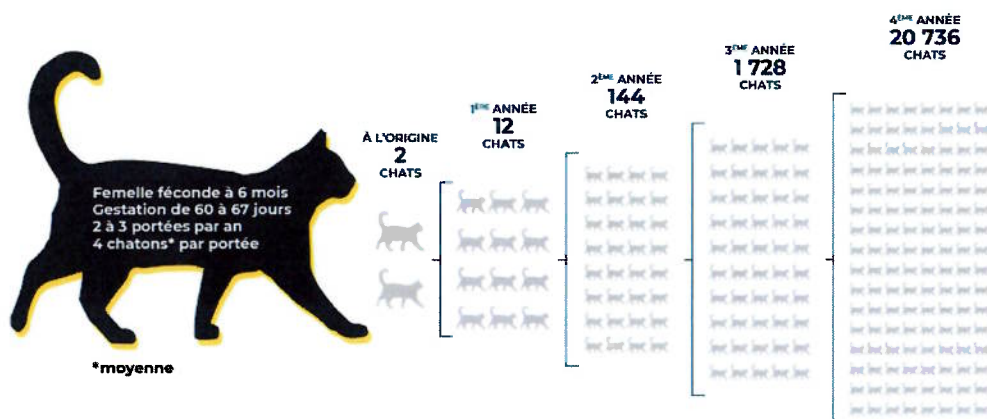 Femelle féconde à 6 mois
Gestation de 60 à 67 jours
2 à 3 portées par an
4 chatons* par portée
*moyenne
À L'ORIGINE
2
CHATS
1ÈRE ANNÉE
12
CHATS
2ÈME ANNÉE
144
CHATS
3ÈME ANNÉE
1 728
CHATS
4ÈME ANNÉE
20 736
CHATS